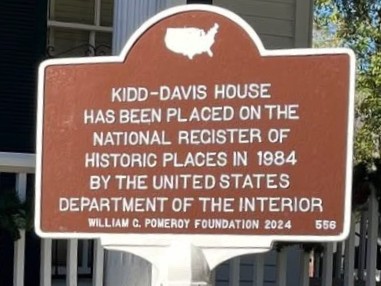 KIDD-DAVIS HOUSE
HAS BEEN PLACED ON THE
NATIONAL REGISTER OF
HISTORIC PLACES IN 1984
BY THE UNITED STATES
DEPARTMENT OF THE INTERIOR
WILLIAM C. POMEROY FOUNDATION 2024 556